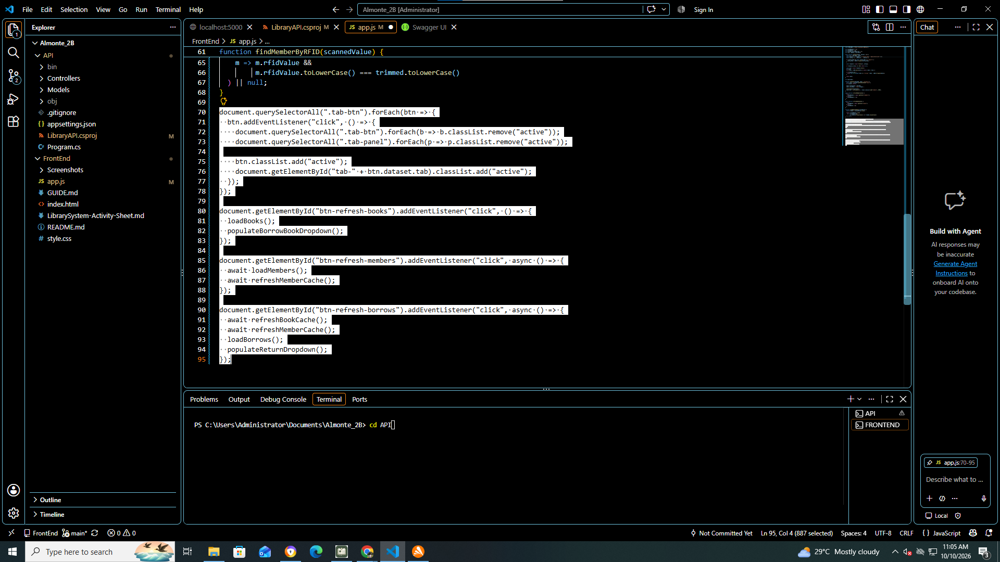 File Edit Selection View Go Run Terminal Help
Almonte_2B [Administrator]
Sign In
Explorer
Almonte_2B
API
bin
Controllers
Models
obj
.gitignore
appsettings.json
LibraryAPI.csproj M
Program.cs
FrontEnd
Screenshots
app.js M
GUIDE.md
index.html
LibrarySystem-Activity-Sheet.md
README.md
style.css
Outline
Timeline
localhost:5000
LibraryAPI.csproj M
JS app.js M
Swagger UI
FrontEnd > JS app.js > ...
61 function findMemberByRFID(scannedValue) {
65 m => m.rfidValue &&
66 m.rfidValue.toLowerCase() === trimmed.toLowerCase()
67 ) || null;
68 }
69
70 document.querySelectorAll(".tab-btn").forEach(btn => {
71 btn.addEventListener("click", () => {
72 document.querySelectorAll(".tab-btn").forEach(b => b.classList.remove("active"));
73 document.querySelectorAll(".tab-panel").forEach(p => p.classList.remove("active"));
74
75 btn.classList.add("active");
76 document.getElementById("tab-" + btn.dataset.tab).classList.add("active");
77 });
78 });
79
80 document.getElementById("btn-refresh-books").addEventListener("click", () => {
81 loadBooks();
82 populateBorrowBookDropdown();
83 });
84
85 document.getElementById("btn-refresh-members").addEventListener("click", async () => {
86 await loadMembers();
87 await refreshMemberCache();
88 });
89
90 document.getElementById("btn-refresh-borrows").addEventListener("click", async () => {
91 await refreshBookCache();
92 await refreshMemberCache();
93 loadBorrows();
94 populateReturnDropdown();
95 });
Problems Output Debug Console Terminal Ports
PS C:\Users\Administrator\Documents\Almonte_2B> cd API
API
FRONTEND
Chat
Build with Agent
AI responses may
be inaccurate
Generate Agent
Instructions to
onboard AI onto
your codebase.
JS app.js:70-95
Describe what to ...
Local
FrontEnd main* 0 0
Not Committed Yet Ln 95, Col 4 (887 selected) Spaces: 4 UTF-8 CRLF { } JavaScript
Type here to search
29°C Mostly cloudy
11:05 AM
10/10/2026
3
1
2